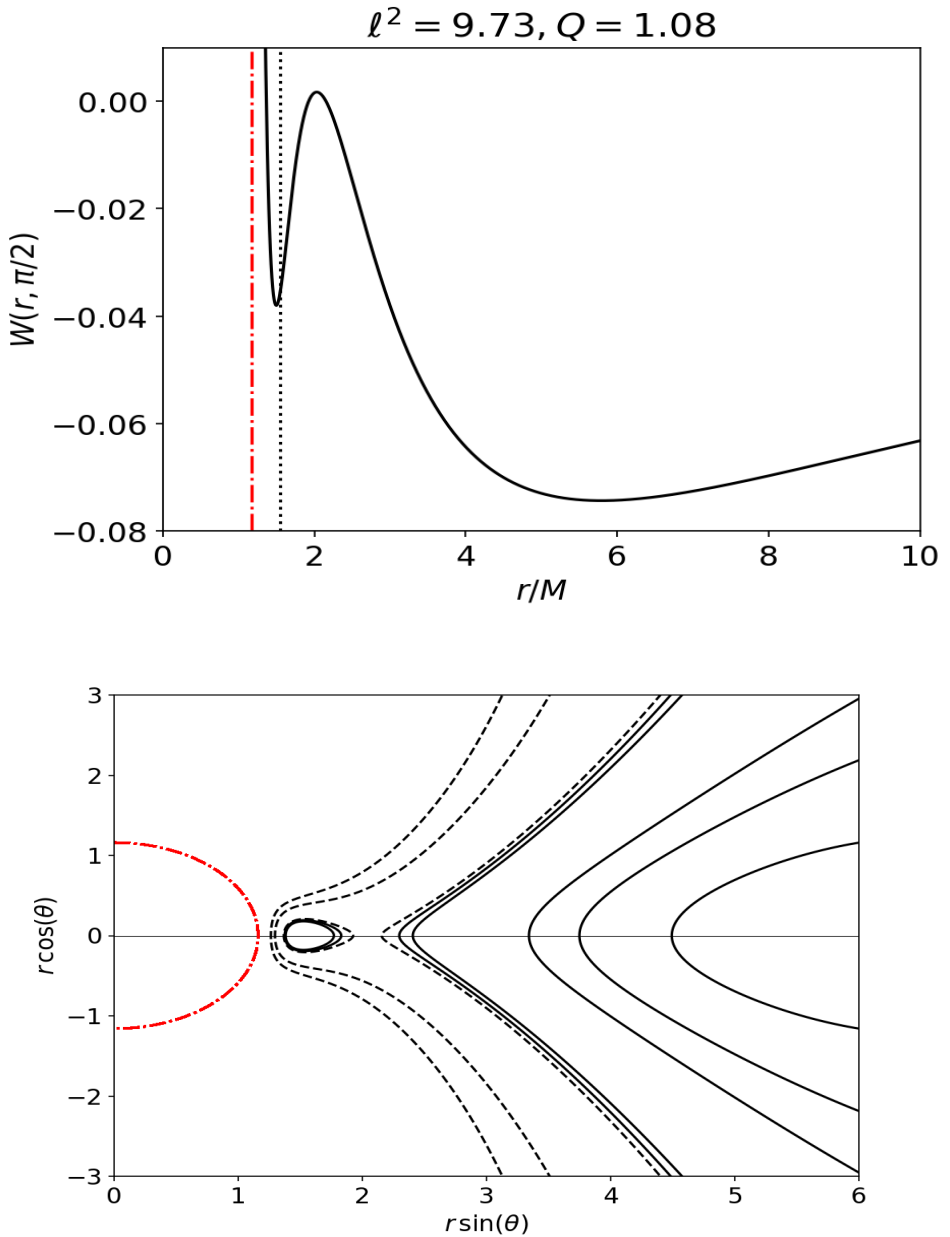 ℓ² = 9.73, Q = 1.08
W(r, π/2)
0.00
−0.02
−0.04
−0.06
−0.08
0 2 4 6 8 10
r/M
r cos(θ)
3
2
1
0
−1
−2
−3
0 1 2 3 4 5 6
r sin(θ)